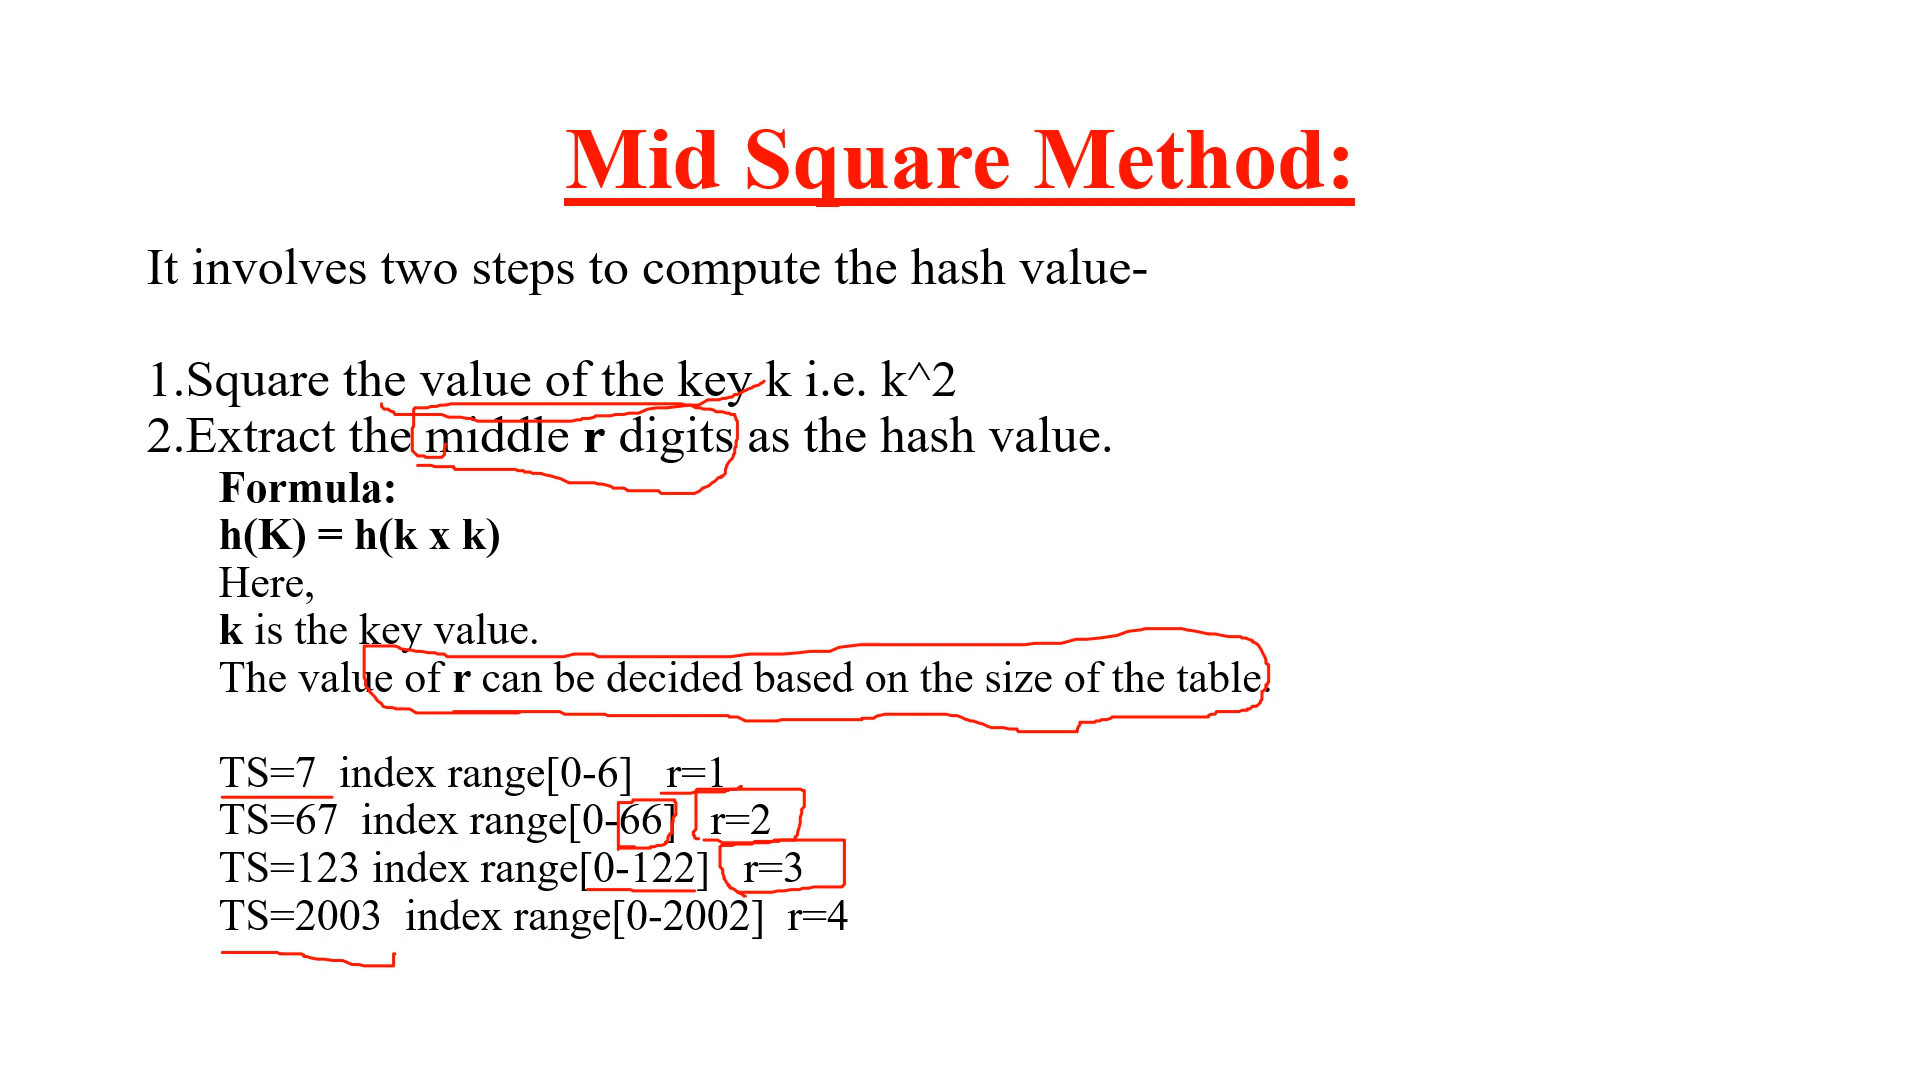 Mid Square Method:
It involves two steps to compute the hash value-
1.Square the value of the key k i.e. k^2
2.Extract the middle r digits as the hash value.
Formula:
h(K) = h(k x k)
Here,
k is the key value.
The value of r can be decided based on the size of the table.
TS=7 index range[0-6] r=1
TS=67 index range[0-66] r=2
TS=123 index range[0-122] r=3
TS=2003 index range[0-2002] r=4